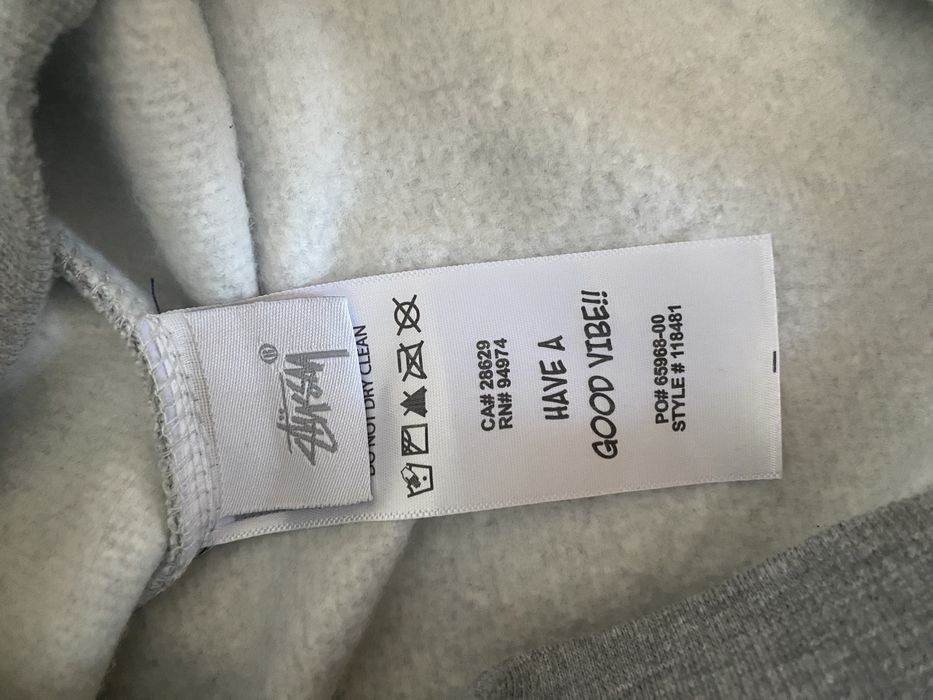 Stüssy
®
DO NOT DRY CLEAN
CA# 28629
RN# 94974
HAVE A
GOOD VIBE!!
PO# 65968-00
STYLE # 118481